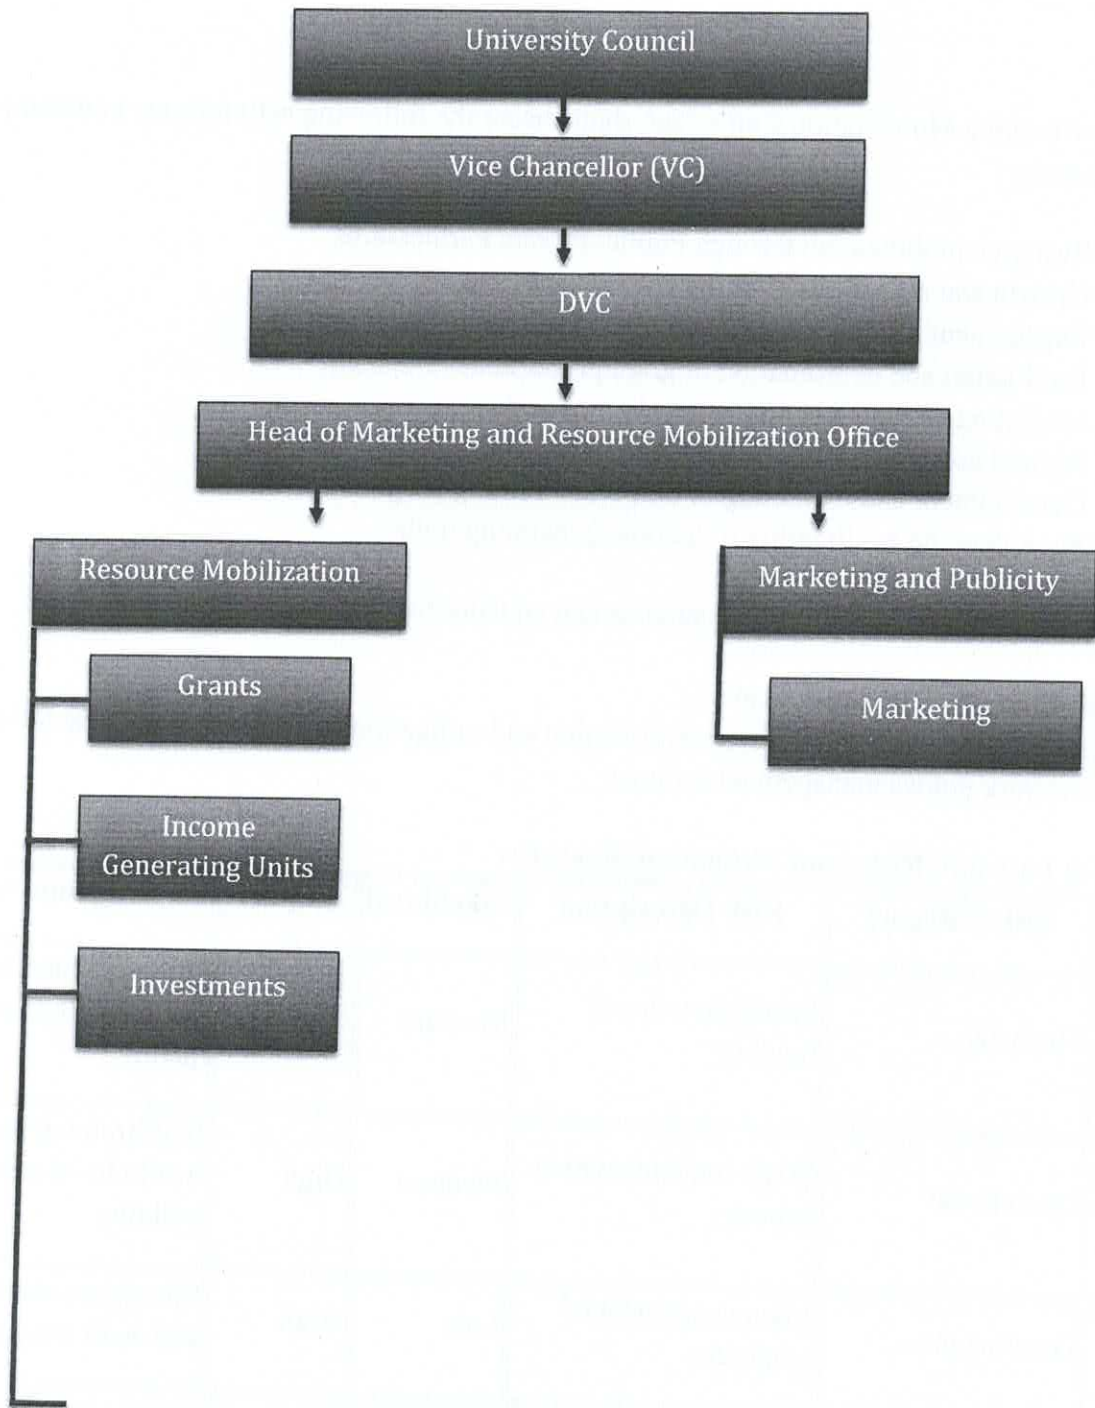 University Council
Vice Chancellor (VC)
DVC
Head of Marketing and Resource Mobilization Office
Resource Mobilization
Marketing and Publicity
Grants
Marketing
Income
Generating Units
Investments